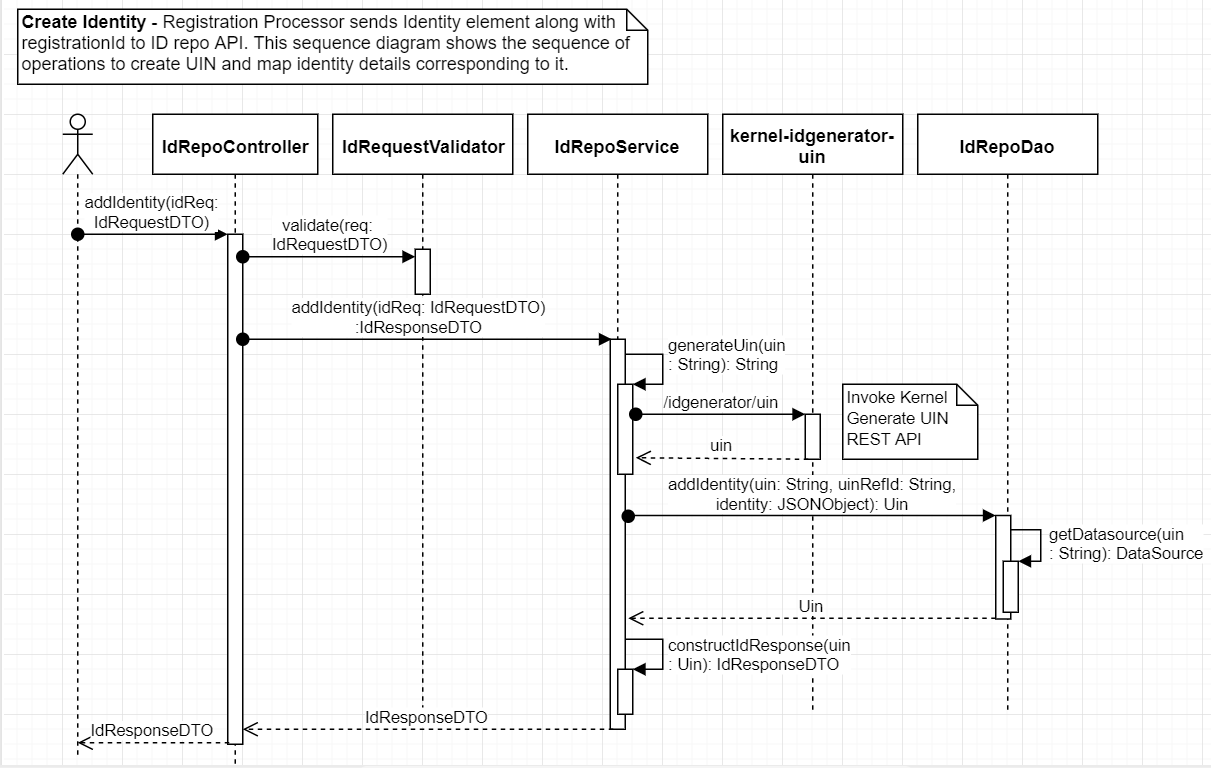 Create Identity - Registration Processor sends Identity element along with
registrationId to ID repo API. This sequence diagram shows the sequence of
operations to create UIN and map identity details corresponding to it.
IdRepoController
IdRequestValidator
IdRepoService
kernel-idgenerator-
uin
IdRepoDao
addIdentity(idReq:
IdRequestDTO)
validate(req:
IdRequestDTO)
addIdentity(idReq: IdRequestDTO)
:IdResponseDTO
generateUin(uin
: String): String
/idgenerator/uin
Invoke Kernel
Generate UIN
REST API
uin
addIdentity(uin: String, uinRefId: String,
identity: JSONObject): Uin
getDatasource(uin
: String): DataSource
Uin
constructIdResponse(uin
: Uin): IdResponseDTO
IdResponseDTO
IdResponseDTO